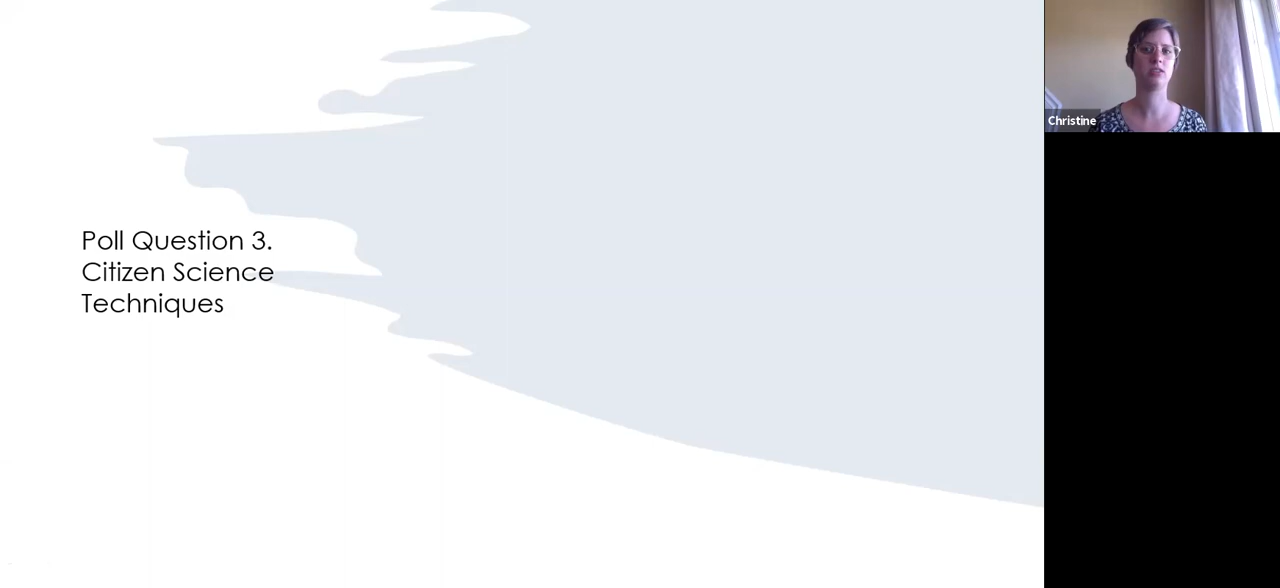 Poll Question 3.
Citizen Science
Techniques
Christine